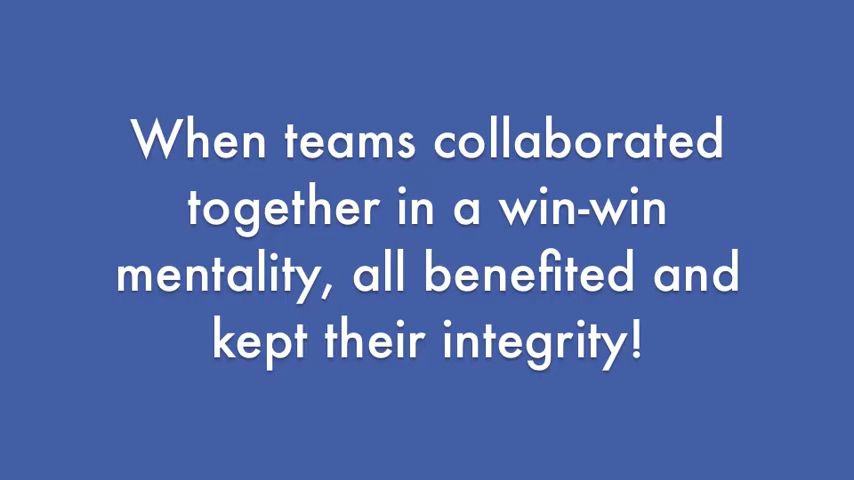 When teams collaborated
together in a win-win
mentality, all benefited and
kept their integrity!